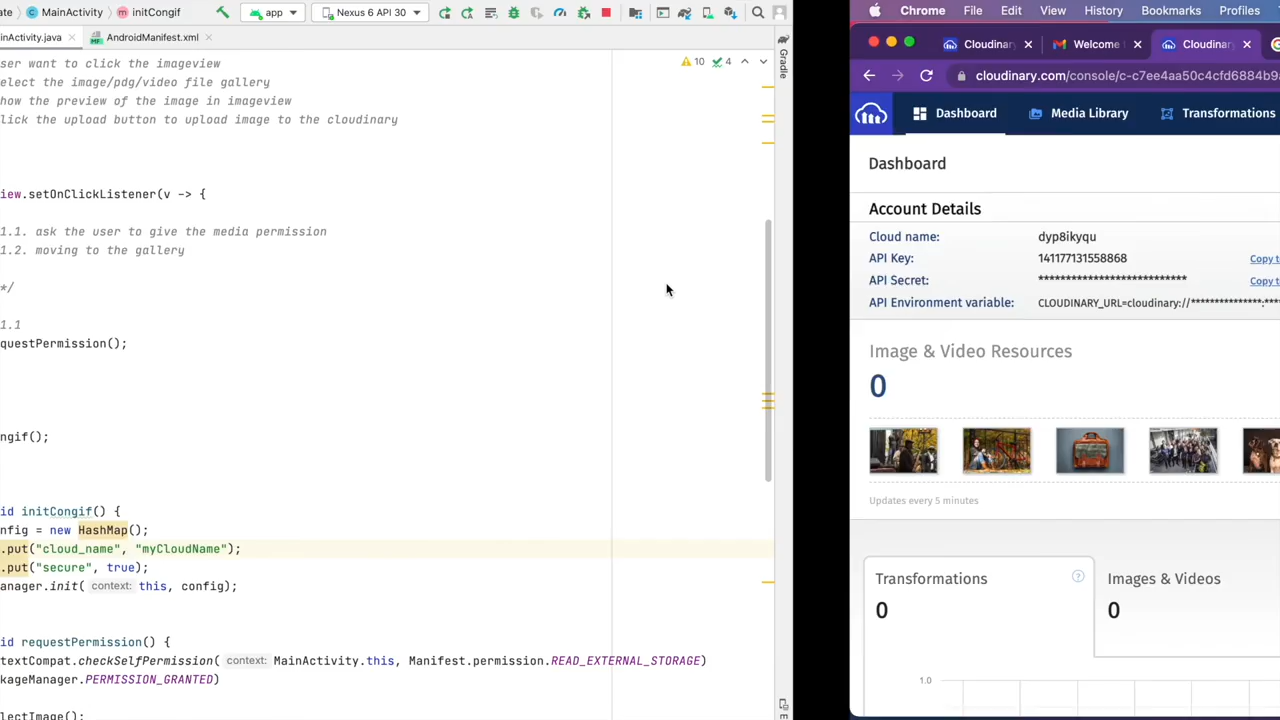 ate
MainActivity
initCongif
app
Nexus 6 API 30
inActivity.java
AndroidManifest.xml
10
4
Gradle
ser want to click the imageview
elect the image/pdg/video file gallery
how the preview of the image in imageview
lick the upload button to upload image to the cloudinary
iew.setOnClickListener(v -> {
1.1. ask the user to give the media permission
1.2. moving to the gallery
*/
1.1
questPermission();
ngif();
id initCongif() {
nfig = new HashMap();
.put("cloud_name", "myCloudName");
.put("secure", true);
anager.init( context: this, config);
id requestPermission() {
textCompat.checkSelfPermission( context: MainActivity.this, Manifest.permission.READ_EXTERNAL_STORAGE)
kageManager.PERMISSION_GRANTED)
lectImage();
Chrome File Edit View History Bookmarks Profiles
Cloudinar
Welcome
Cloudinar
cloudinary.com/console/c-c7ee4aa50c4cfd6884b9
Dashboard
Media Library
Transformations
Dashboard
Account Details
Cloud name: dyp8ikyqu
API Key: 141177131558868 Copy t
API Secret: *************************** Copy t
API Environment variable: CLOUDINARY_URL=cloudinary://***************:***
Image & Video Resources
0
Updates every 5 minutes
Transformations
0
Images & Videos
0
1.0